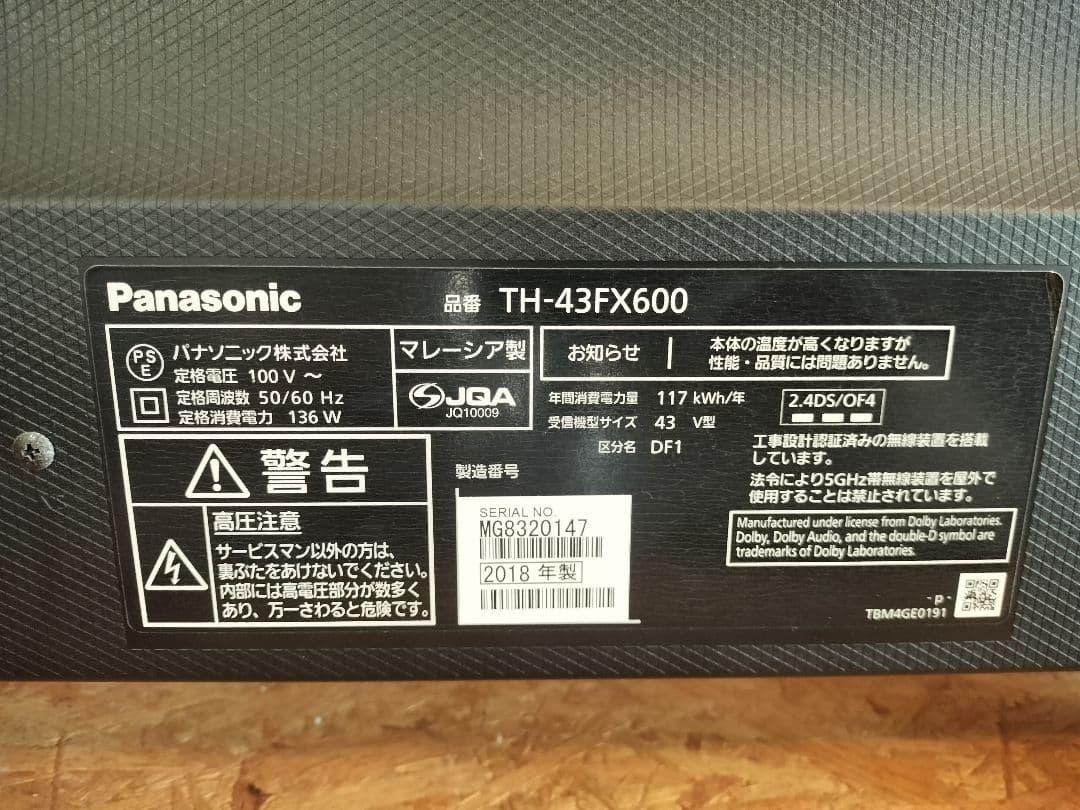 Panasonic
品番 TH-43FX600
PS
E
パナソニック株式会社
定格電圧 100 V ～
定格周波数 50/60 Hz
定格消費電力 136 W
マレーシア製
JQA
JQ10009
お知らせ
本体の温度が高くなりますが
性能・品質には問題ありません。
年間消費電力量 117 kWh/年
受信機型サイズ 43 V型
区分名 DF1
2.4DS/OF4
工事設計認証済みの無線装置を搭載
しています。
法令により5GHz帯無線装置を屋外で
使用することは禁止されています。
警告
高圧注意
サービスマン以外の方は、
裏ぶたをあけないでください。
内部には高電圧部分が数多く
あり、万一さわると危険です。
製造番号
SERIAL NO.
MG8320147
2018 年製
Manufactured under license from Dolby Laboratories.
Dolby, Dolby Audio, and the double-D symbol are
trademarks of Dolby Laboratories.
-P-
TBM4GE0191